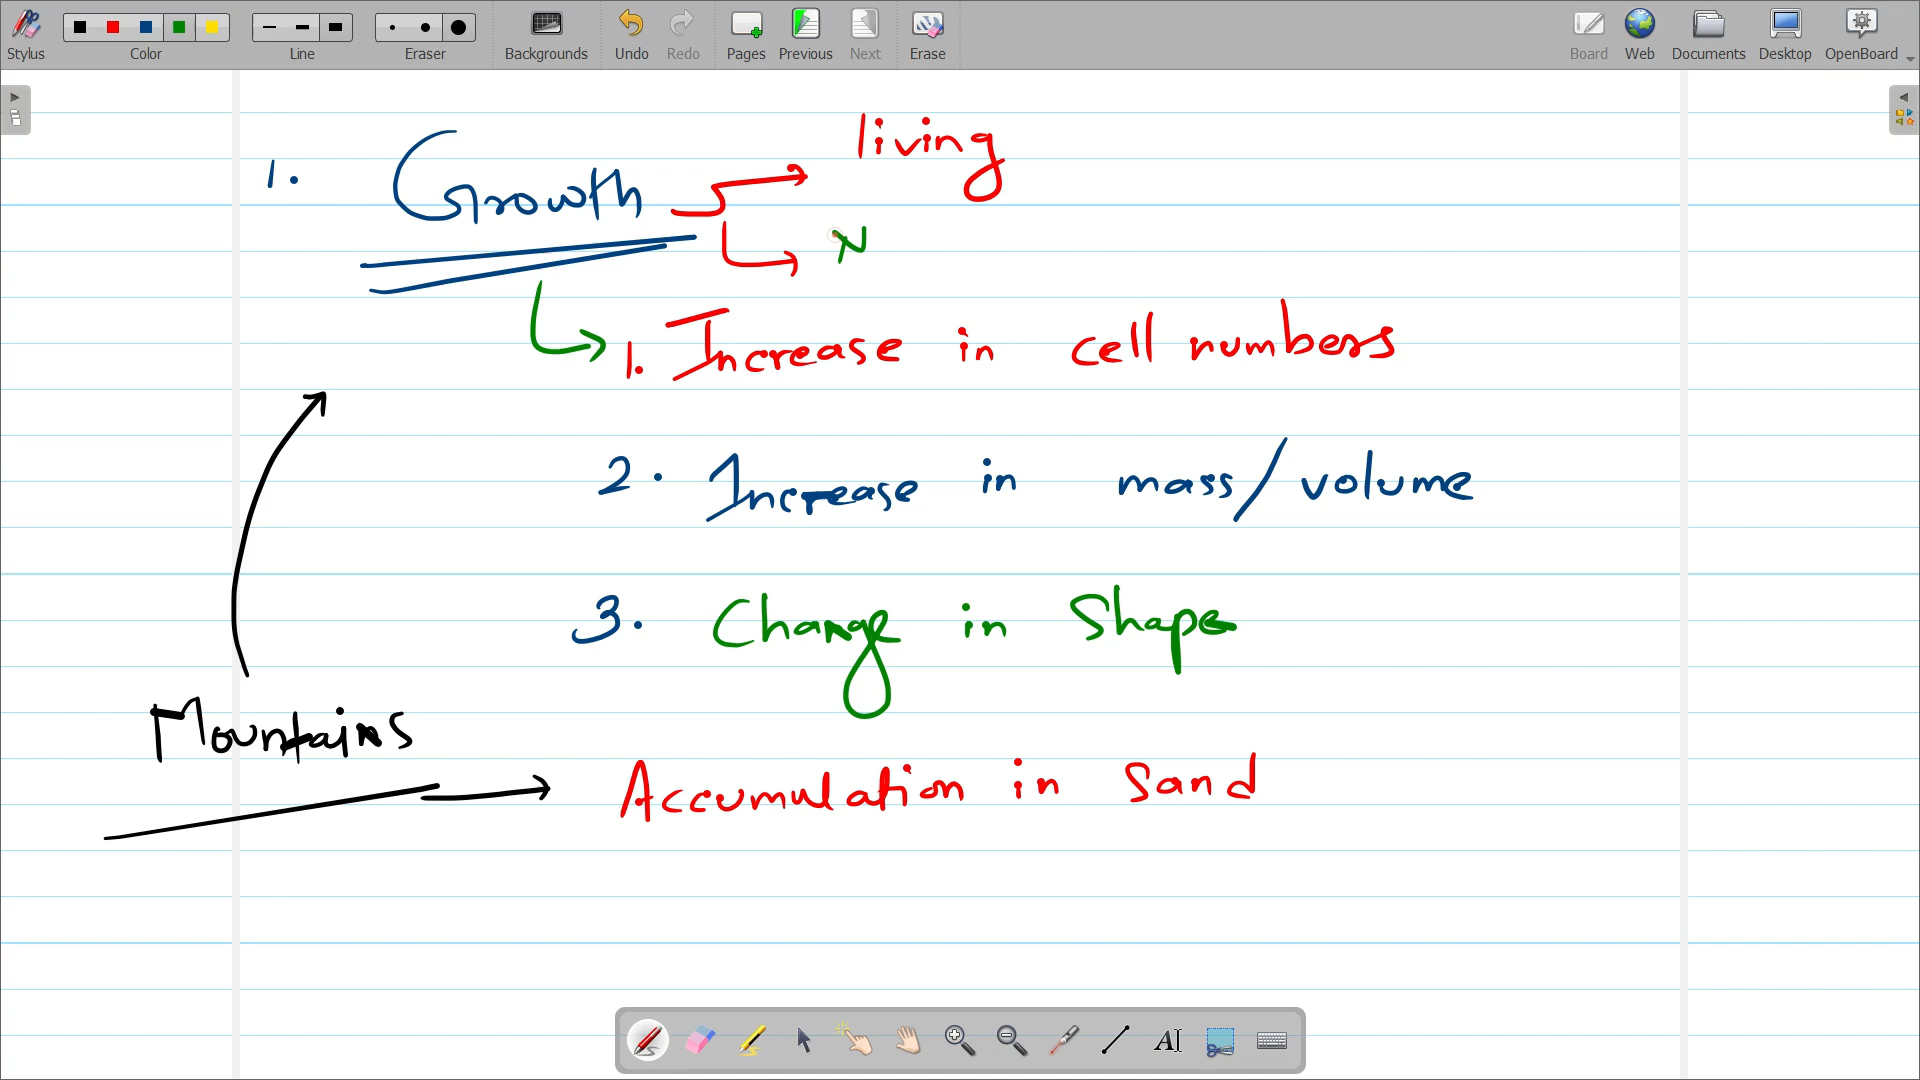 Stylus Color Line Eraser Backgrounds Undo Redo Pages Previous Next Erase Board Web Documents Desktop OpenBoard
living
1. Growth
N
1. Increase in cell numbers
2. Increase in mass/volume
3. Change in Shape
Mountains
Accumulation in Sand
AI